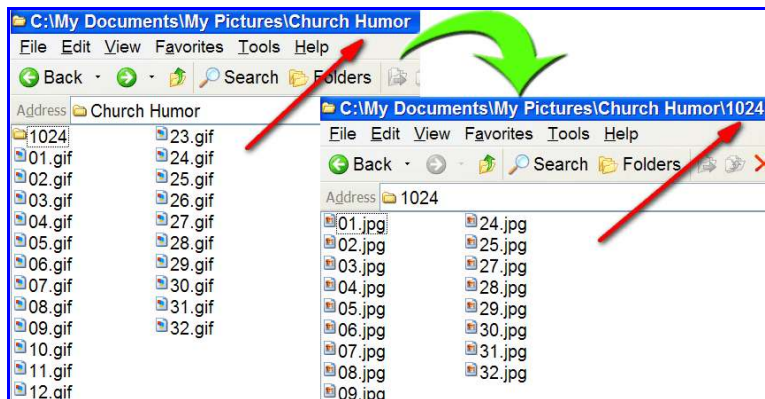 C:\My Documents\My Pictures\Church Humor
File Edit View Favorites Tools Help
Back Search Folders
Address Church Humor
1024
01.gif
02.gif
03.gif
04.gif
05.gif
06.gif
07.gif
08.gif
09.gif
10.gif
11.gif
12.gif
23.gif
24.gif
25.gif
26.gif
27.gif
28.gif
29.gif
30.gif
31.gif
32.gif
C:\My Documents\My Pictures\Church Humor\1024
File Edit View Favorites Tools Help
Back Search Folders
Address 1024
01.jpg
02.jpg
03.jpg
04.jpg
05.jpg
06.jpg
07.jpg
08.jpg
09.jpg
24.jpg
25.jpg
27.jpg
28.jpg
29.jpg
30.jpg
31.jpg
32.jpg